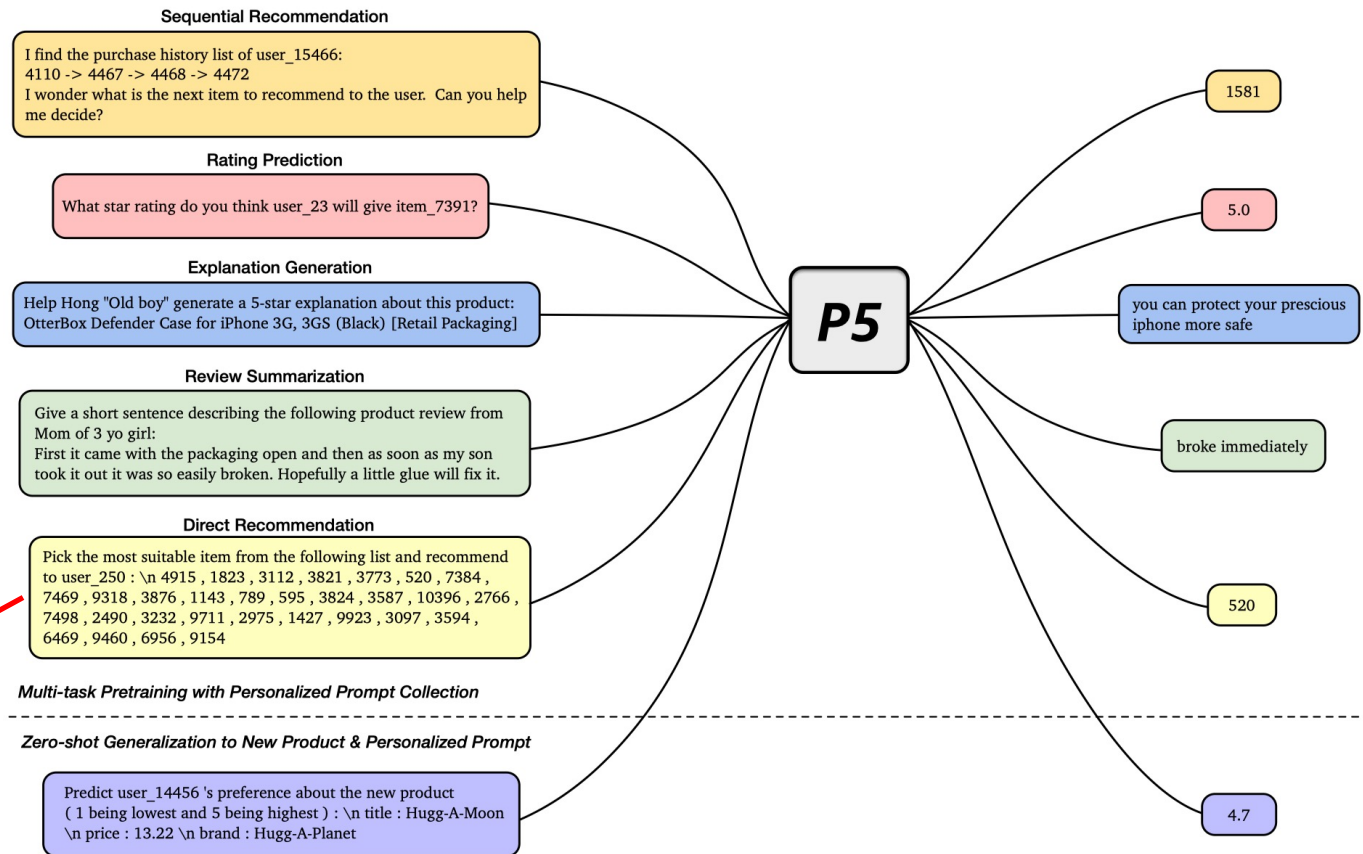 Sequential Recommendation
I find the purchase history list of user_15466:
4110 -> 4467 -> 4468 -> 4472
I wonder what is the next item to recommend to the user. Can you help
me decide?
1581
Rating Prediction
What star rating do you think user_23 will give item_7391?
5.0
Explanation Generation
Help Hong "Old boy" generate a 5-star explanation about this product:
OtterBox Defender Case for iPhone 3G, 3GS (Black) [Retail Packaging]
P5
you can protect your prescious
iphone more safe
Review Summarization
Give a short sentence describing the following product review from
Mom of 3 yo girl:
First it came with the packaging open and then as soon as my son
took it out it was so easily broken. Hopefully a little glue will fix it.
broke immediately
Direct Recommendation
Pick the most suitable item from the following list and recommend
to user_250 : \n 4915 , 1823 , 3112 , 3821 , 3773 , 520 , 7384 ,
7469 , 9318 , 3876 , 1143 , 789 , 595 , 3824 , 3587 , 10396 , 2766 ,
7498 , 2490 , 3232 , 9711 , 2975 , 1427 , 9923 , 3097 , 3594 ,
6469 , 9460 , 6956 , 9154
520
Multi-task Pretraining with Personalized Prompt Collection
Zero-shot Generalization to New Product & Personalized Prompt
Predict user_14456 's preference about the new product
( 1 being lowest and 5 being highest ) : \n title : Hugg-A-Moon
\n price : 13.22 \n brand : Hugg-A-Planet
4.7